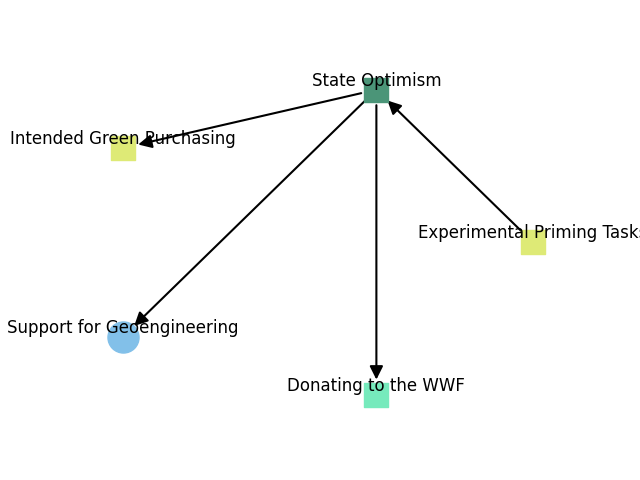 State Optimism
Intended Green Purchasing
Experimental Priming Tasks
Support for Geoengineering
Donating to the WWF